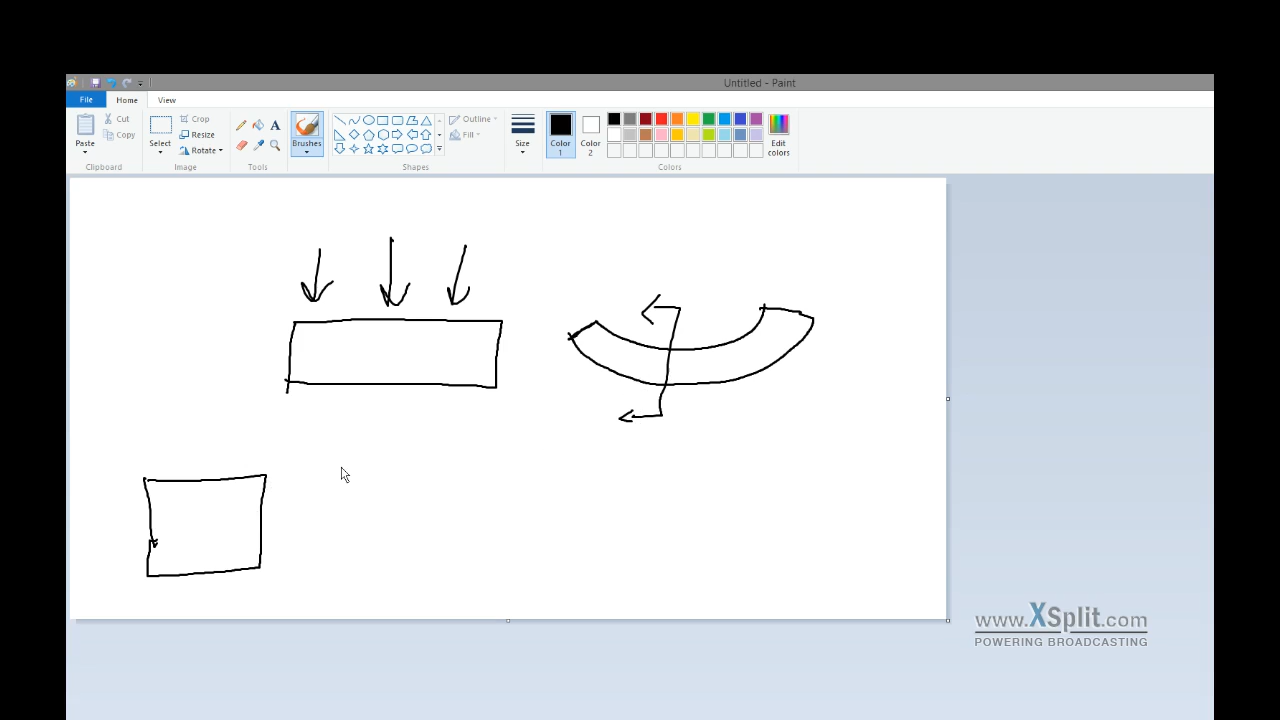 Untitled - Paint
File Home View
Paste Cut Copy
Select Crop Resize Rotate
A
Brushes
Outline Fill
Size
Color 1
Color 2
Edit colors
Clipboard Image Tools Shapes Colors
www.XSplit.com
POWERING BROADCASTING